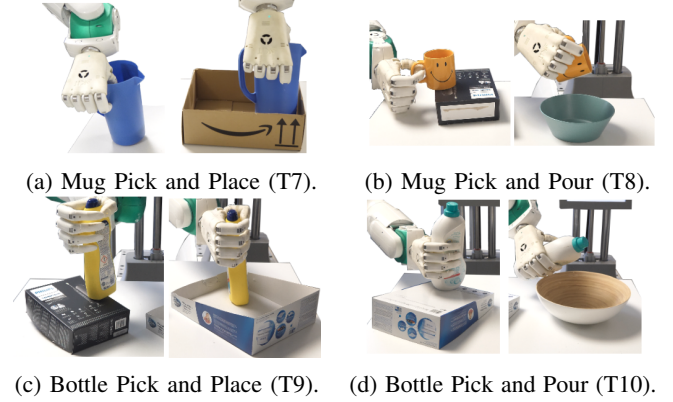 (a) Mug Pick and Place (T7).
(b) Mug Pick and Pour (T8).
(c) Bottle Pick and Place (T9).
(d) Bottle Pick and Pour (T10).